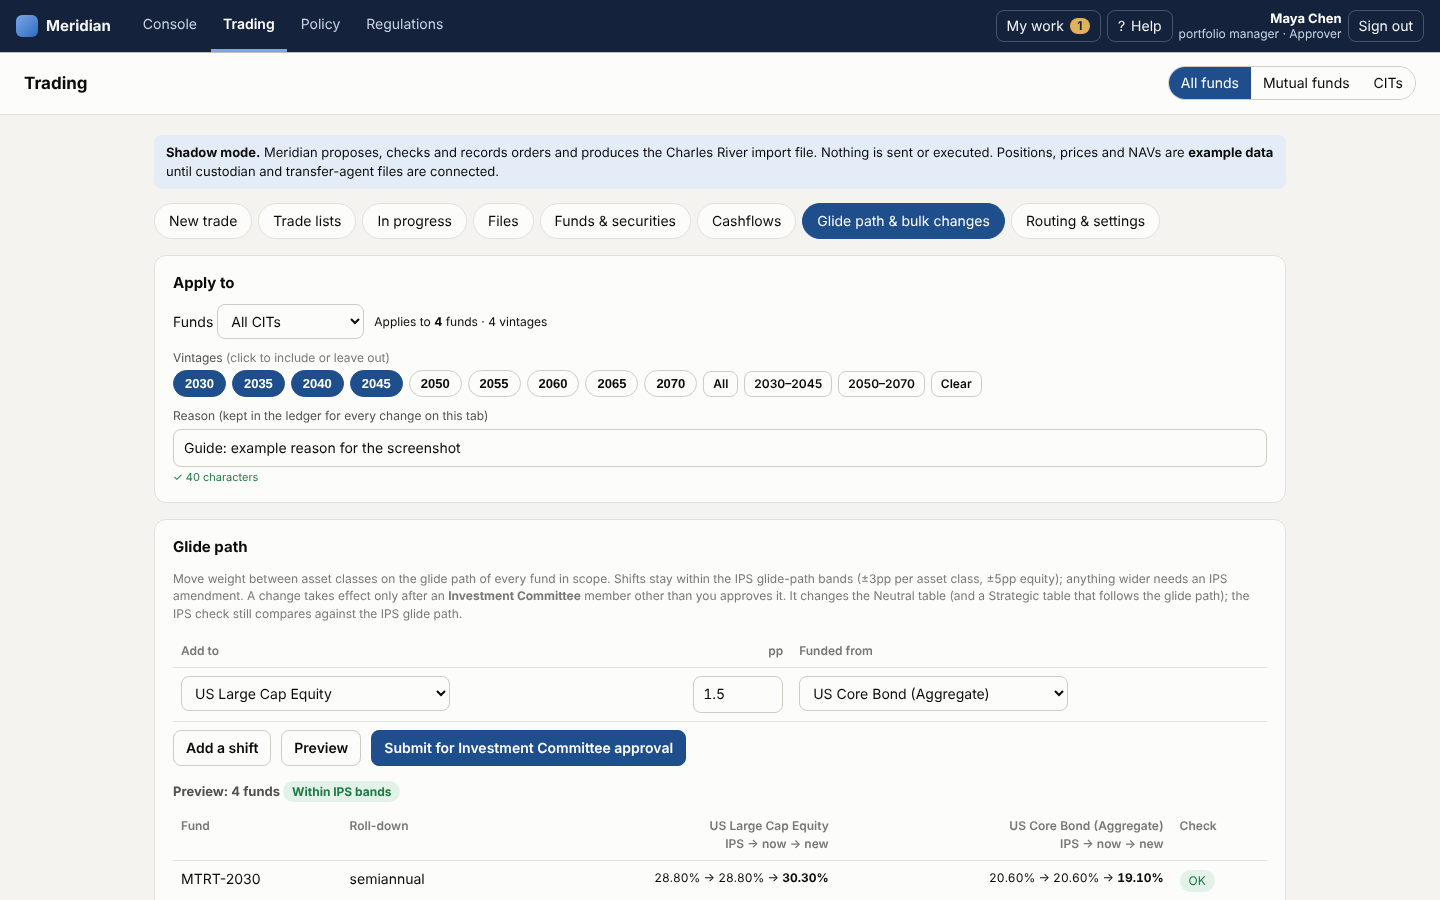 Meridian Console Trading Policy Regulations My work 1 ? Help Maya Chen Sign out
portfolio manager · Approver
Trading All funds Mutual funds CITs
Shadow mode. Meridian proposes, checks and records orders and produces the Charles River import file. Nothing is sent or executed. Positions, prices and NAVs are example data
until custodian and transfer-agent files are connected.
New trade Trade lists In progress Files Funds & securities Cashflows Glide path & bulk changes Routing & settings
Apply to
Funds All CITs Applies to 4 funds · 4 vintages
Vintages (click to include or leave out)
2030 2035 2040 2045 2050 2055 2060 2065 2070 All 2030–2045 2050–2070 Clear
Reason (kept in the ledger for every change on this tab)
Guide: example reason for the screenshot
✓ 40 characters
Glide path
Move weight between asset classes on the glide path of every fund in scope. Shifts stay within the IPS glide-path bands (±3pp per asset class, ±5pp equity); anything wider needs an IPS
amendment. A change takes effect only after an Investment Committee member other than you approves it. It changes the Neutral table (and a Strategic table that follows the glide path); the
IPS check still compares against the IPS glide path.
Add to pp Funded from
US Large Cap Equity 1.5 US Core Bond (Aggregate)
Add a shift Preview Submit for Investment Committee approval
Preview: 4 funds Within IPS bands
Fund Roll-down US Large Cap Equity US Core Bond (Aggregate) Check
IPS → now → new IPS → now → new
MTRT-2030 semiannual 28.80% → 28.80% → 30.30% 20.60% → 20.60% → 19.10% OK